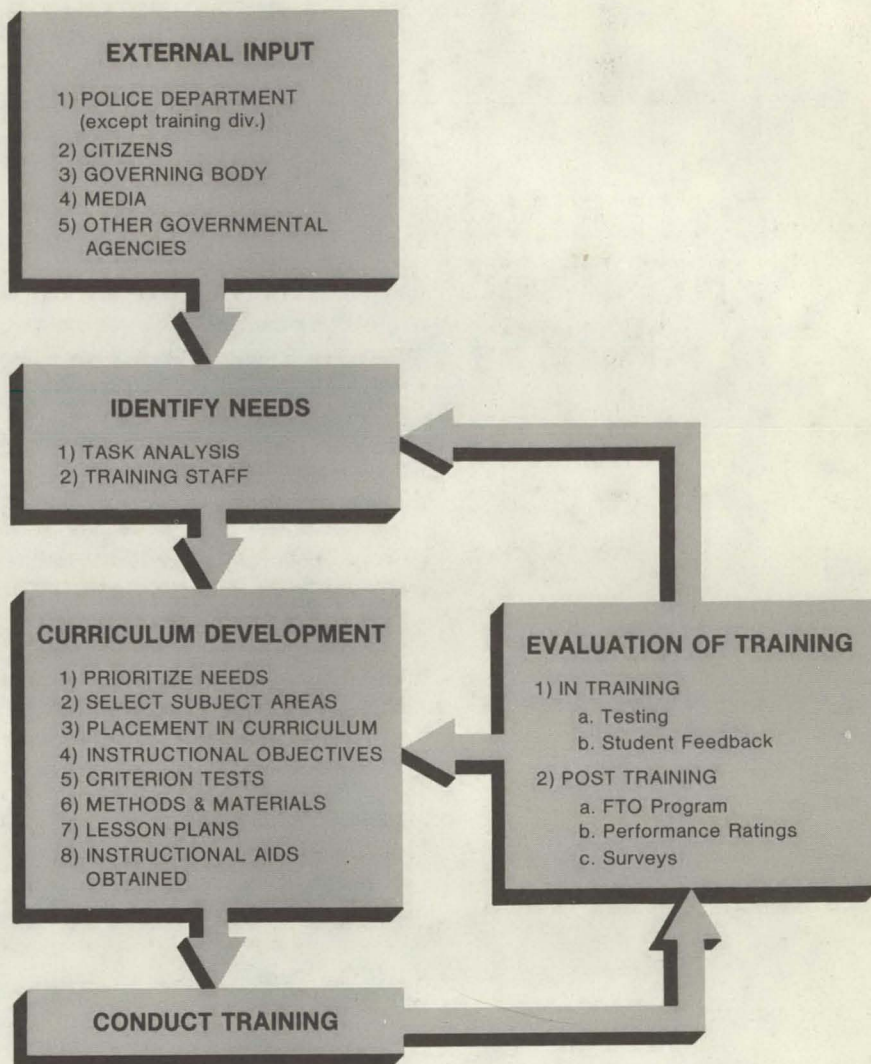 EXTERNAL INPUT
1) POLICE DEPARTMENT
(except training div.)
2) CITIZENS
3) GOVERNING BODY
4) MEDIA
5) OTHER GOVERNMENTAL
AGENCIES
IDENTIFY NEEDS
1) TASK ANALYSIS
2) TRAINING STAFF
CURRICULUM DEVELOPMENT
1) PRIORITIZE NEEDS
2) SELECT SUBJECT AREAS
3) PLACEMENT IN CURRICULUM
4) INSTRUCTIONAL OBJECTIVES
5) CRITERION TESTS
6) METHODS & MATERIALS
7) LESSON PLANS
8) INSTRUCTIONAL AIDS
OBTAINED
EVALUATION OF TRAINING
1) IN TRAINING
a. Testing
b. Student Feedback
2) POST TRAINING
a. FTO Program
b. Performance Ratings
c. Surveys
CONDUCT TRAINING